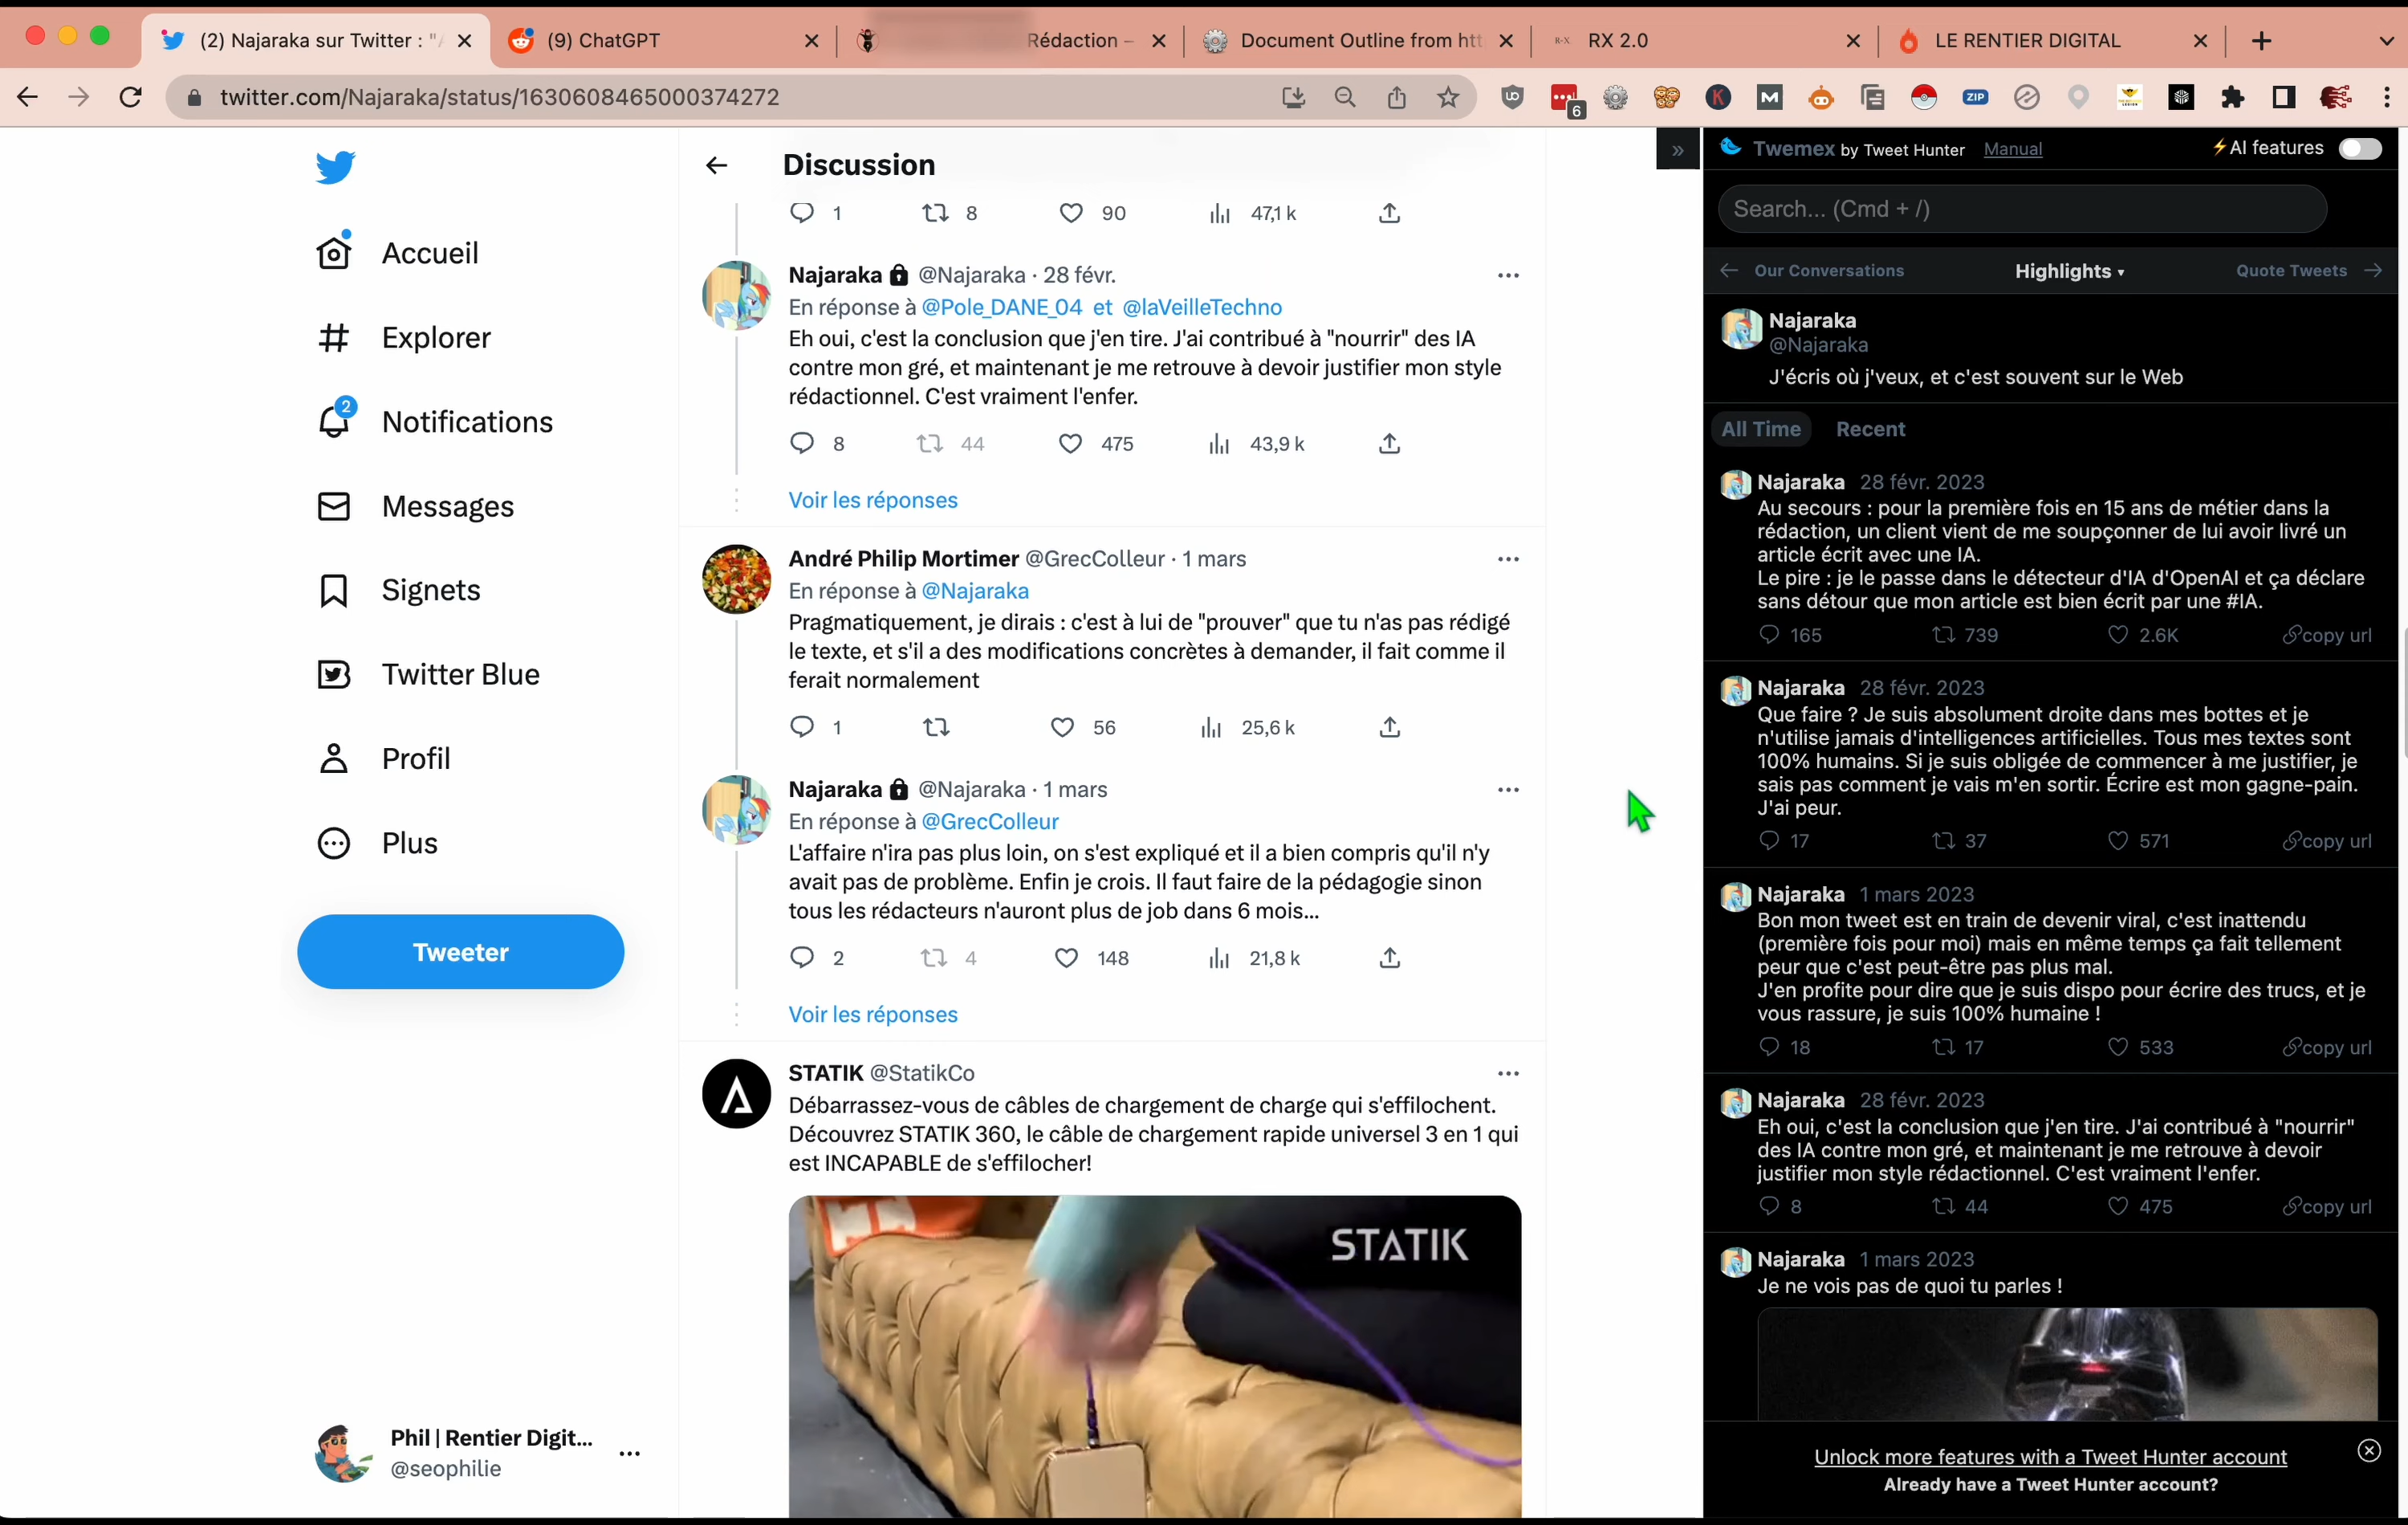 (2) Najaraka sur Twitter : "A
(9) ChatGPT
Rédaction –
Document Outline from htt
R-X RX 2.0
LE RENTIER DIGITAL
twitter.com/Najaraka/status/1630608465000374272
6
ZIP
Accueil
Explorer
2
Notifications
Messages
Signets
Twitter Blue
Profil
Plus
Tweeter
Phil | Rentier Digit...
@seophilie
Discussion
1 8 90 47,1 k
Najaraka @Najaraka · 28 févr.
En réponse à @Pole_DANE_04 et @laVeilleTechno
Eh oui, c'est la conclusion que j'en tire. J'ai contribué à "nourrir" des IA
contre mon gré, et maintenant je me retrouve à devoir justifier mon style
rédactionnel. C'est vraiment l'enfer.
8 44 475 43,9 k
Voir les réponses
André Philip Mortimer @GrecColleur · 1 mars
En réponse à @Najaraka
Pragmatiquement, je dirais : c'est à lui de "prouver" que tu n'as pas rédigé
le texte, et s'il a des modifications concrètes à demander, il fait comme il
ferait normalement
1 56 25,6 k
Najaraka @Najaraka · 1 mars
En réponse à @GrecColleur
L'affaire n'ira pas plus loin, on s'est expliqué et il a bien compris qu'il n'y
avait pas de problème. Enfin je crois. Il faut faire de la pédagogie sinon
tous les rédacteurs n'auront plus de job dans 6 mois...
2 4 148 21,8 k
Voir les réponses
STATIK @StatikCo
Débarrassez-vous de câbles de chargement de charge qui s'effilochent.
Découvrez STATIK 360, le câble de chargement rapide universel 3 en 1 qui
est INCAPABLE de s'effilocher!
STATIK
» Twemex by Tweet Hunter Manual ⚡AI features
Search... (Cmd + /)
← Our Conversations Highlights ▾ Quote Tweets →
Najaraka
@Najaraka
J'écris où j'veux, et c'est souvent sur le Web
All Time Recent
Najaraka 28 févr. 2023
Au secours : pour la première fois en 15 ans de métier dans la
rédaction, un client vient de me soupçonner de lui avoir livré un
article écrit avec une IA.
Le pire : je le passe dans le détecteur d'IA d'OpenAI et ça déclare
sans détour que mon article est bien écrit par une #IA.
165 739 2.6K copy url
Najaraka 28 févr. 2023
Que faire ? Je suis absolument droite dans mes bottes et je
n'utilise jamais d'intelligences artificielles. Tous mes textes sont
100% humains. Si je suis obligée de commencer à me justifier, je
sais pas comment je vais m'en sortir. Écrire est mon gagne-pain.
J'ai peur.
17 37 571 copy url
Najaraka 1 mars 2023
Bon mon tweet est en train de devenir viral, c'est inattendu
(première fois pour moi) mais en même temps ça fait tellement
peur que c'est peut-être pas plus mal.
J'en profite pour dire que je suis dispo pour écrire des trucs, et je
vous rassure, je suis 100% humaine !
18 17 533 copy url
Najaraka 28 févr. 2023
Eh oui, c'est la conclusion que j'en tire. J'ai contribué à "nourrir"
des IA contre mon gré, et maintenant je me retrouve à devoir
justifier mon style rédactionnel. C'est vraiment l'enfer.
8 44 475 copy url
Najaraka 1 mars 2023
Je ne vois pas de quoi tu parles !
Unlock more features with a Tweet Hunter account
Already have a Tweet Hunter account?